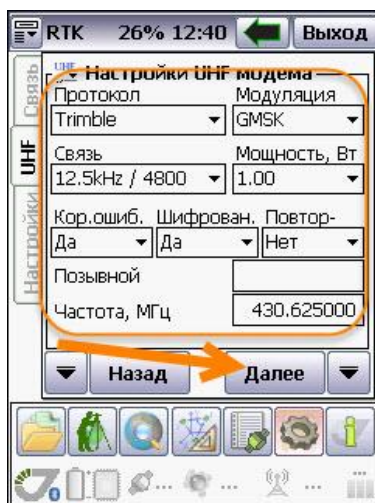 RTK 26% 12:40 Выход
Связь
UHF
Настройки
UHF Настройки UHF модема
Протокол Модуляция
Trimble GMSK
Связь Мощность, Вт
12.5kHz / 4800 1.00
Кор.ошиб. Шифрован. Повтор-
Да Да Нет
Позывной
Частота, МГц 430.625000
Назад Далее
0 ... ... ...